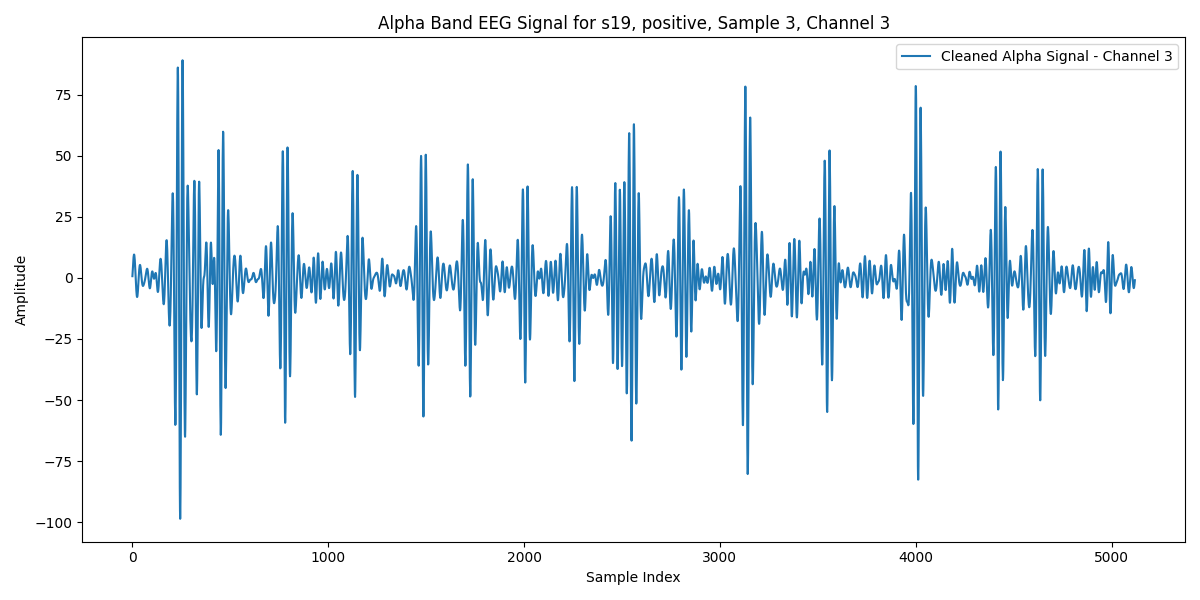 Alpha Band EEG Signal for s19, positive, Sample 3, Channel 3
Cleaned Alpha Signal - Channel 3
Amplitude
75
50
25
0
−25
−50
−75
−100
0 1000 2000 3000 4000 5000
Sample Index